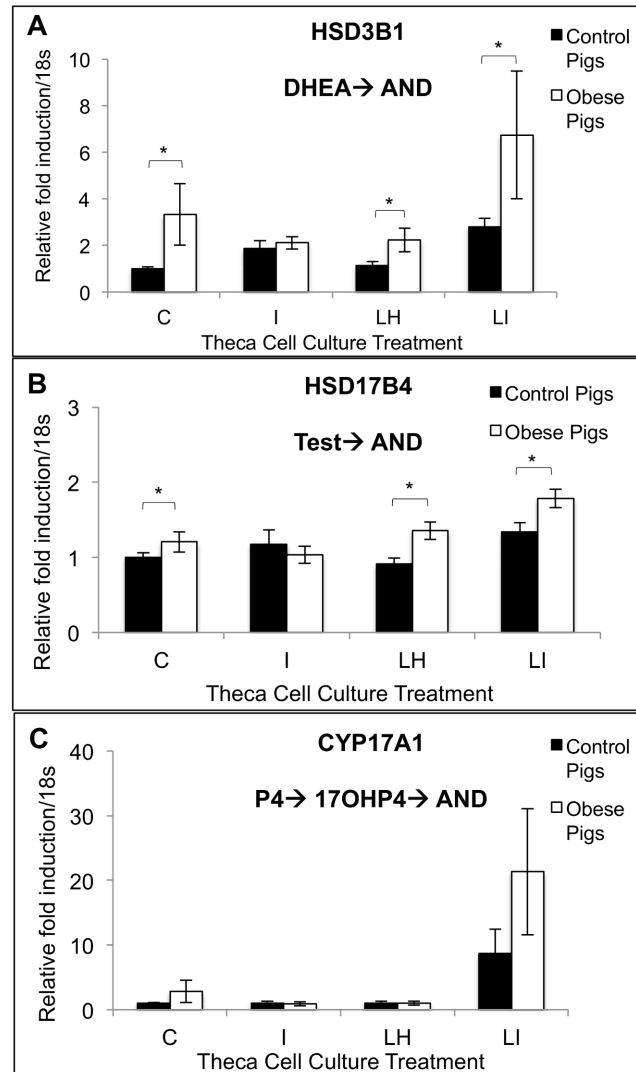 A
HSD3B1
DHEA→ AND
Control
Pigs
Obese
Pigs
Relative fold induction/18s
10
8
6
4
2
0
*
*
*
C I LH LI
Theca Cell Culture Treatment
B
HSD17B4
Test→ AND
Control Pigs
Obese Pigs
Relative fold induction/18s
3
2
1
0
*
*
*
C I LH LI
Theca Cell Culture Treatment
C
CYP17A1
P4→ 17OHP4→ AND
Control
Pigs
Obese
Pigs
Relative fold induction/18s
40
30
20
10
0
C I LH LI
Theca Cell Culture Treatment